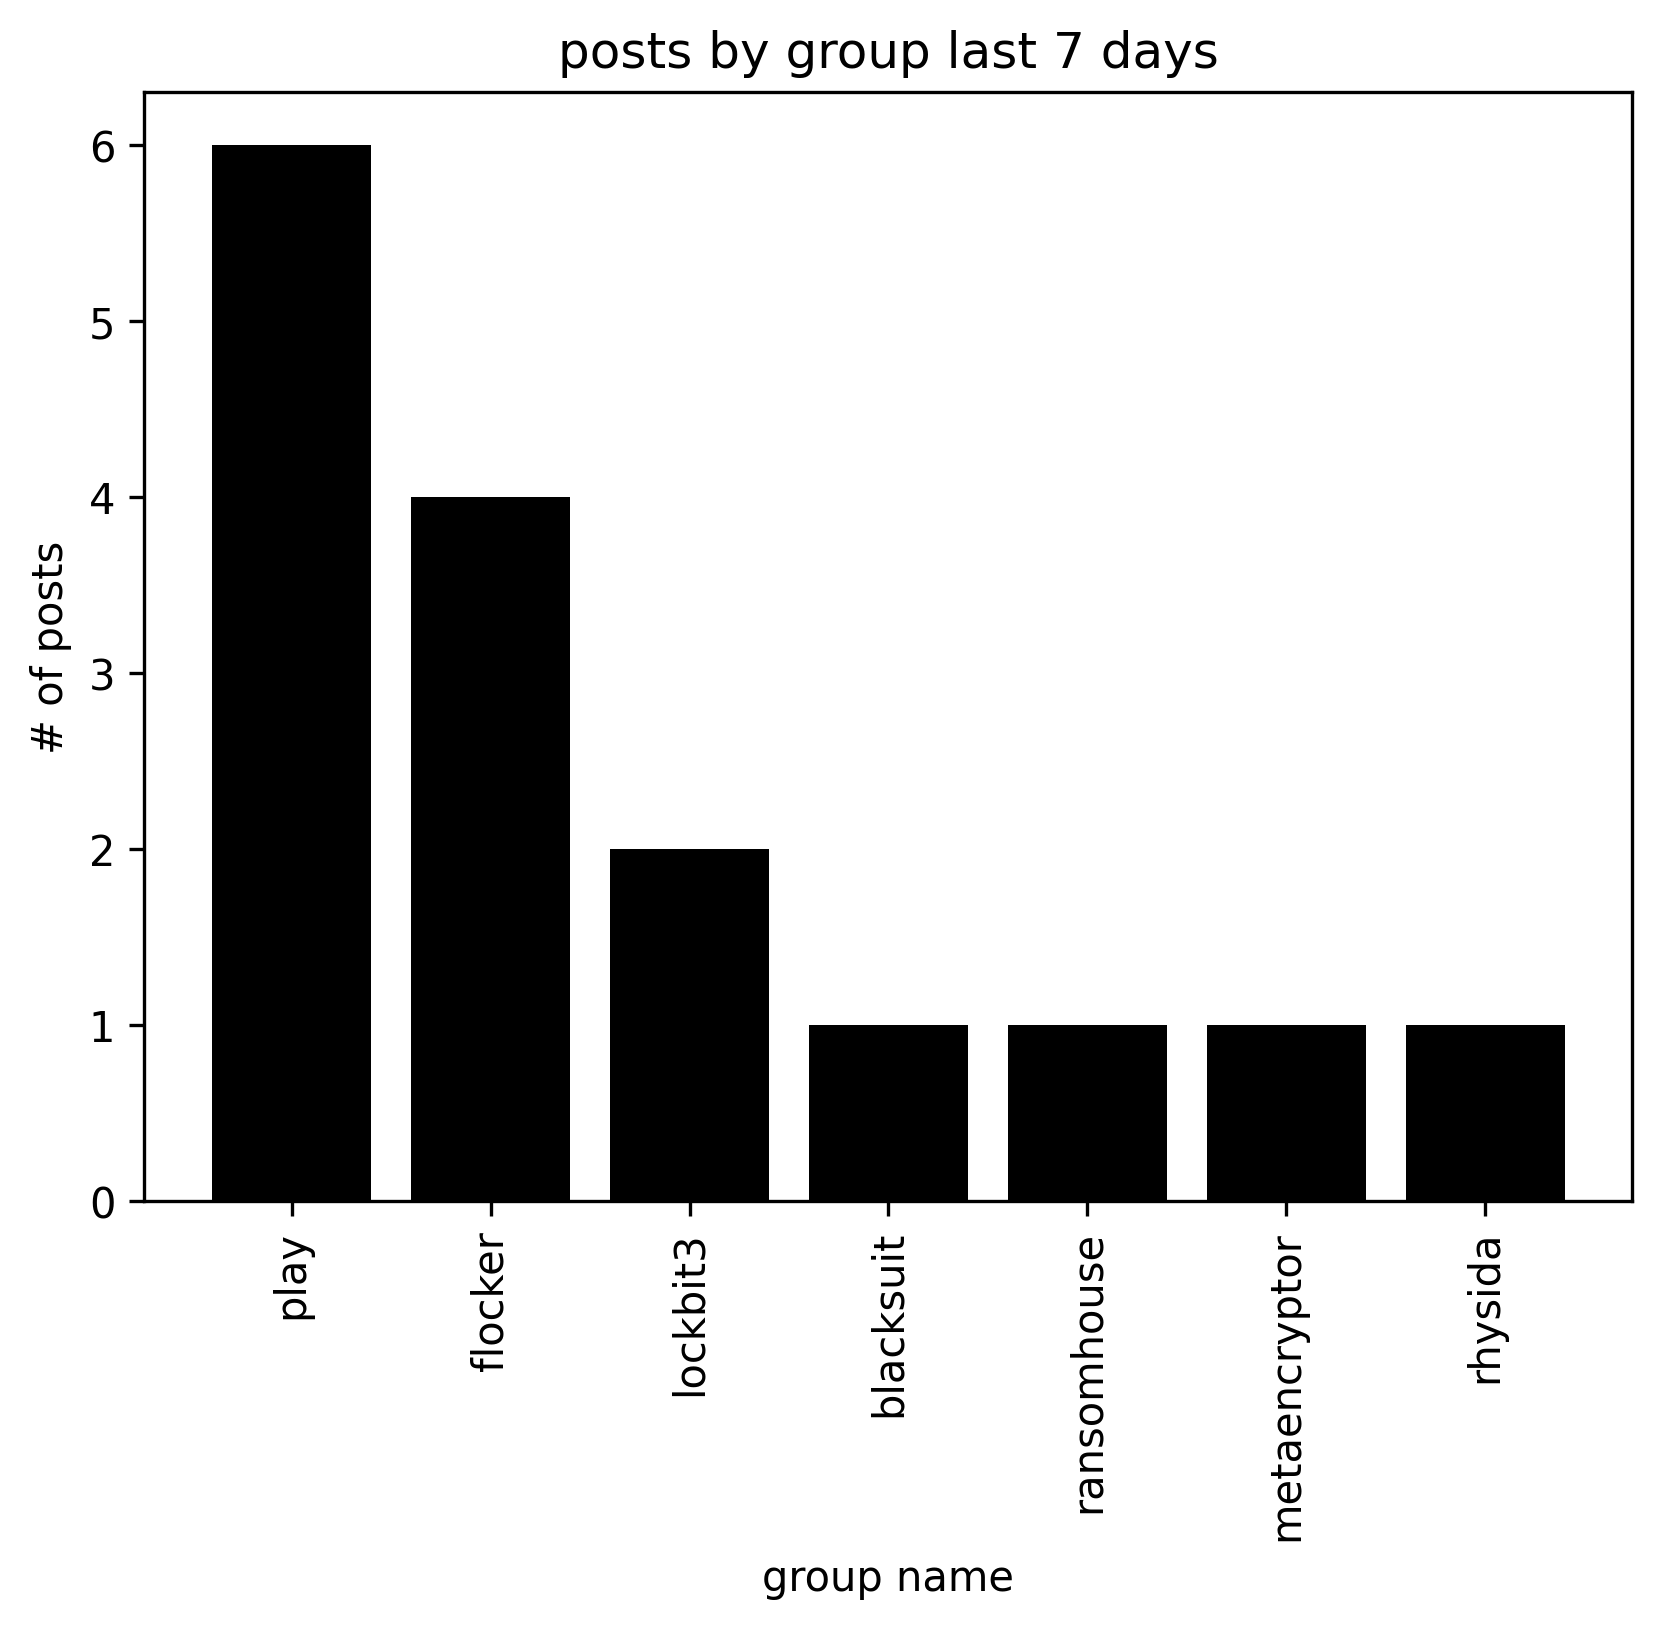 posts by group last 7 days
6
5
4
3
2
1
0
# of posts
play
flocker
lockbit3
blacksuit
ransomhouse
metaencryptor
rhysida
group name